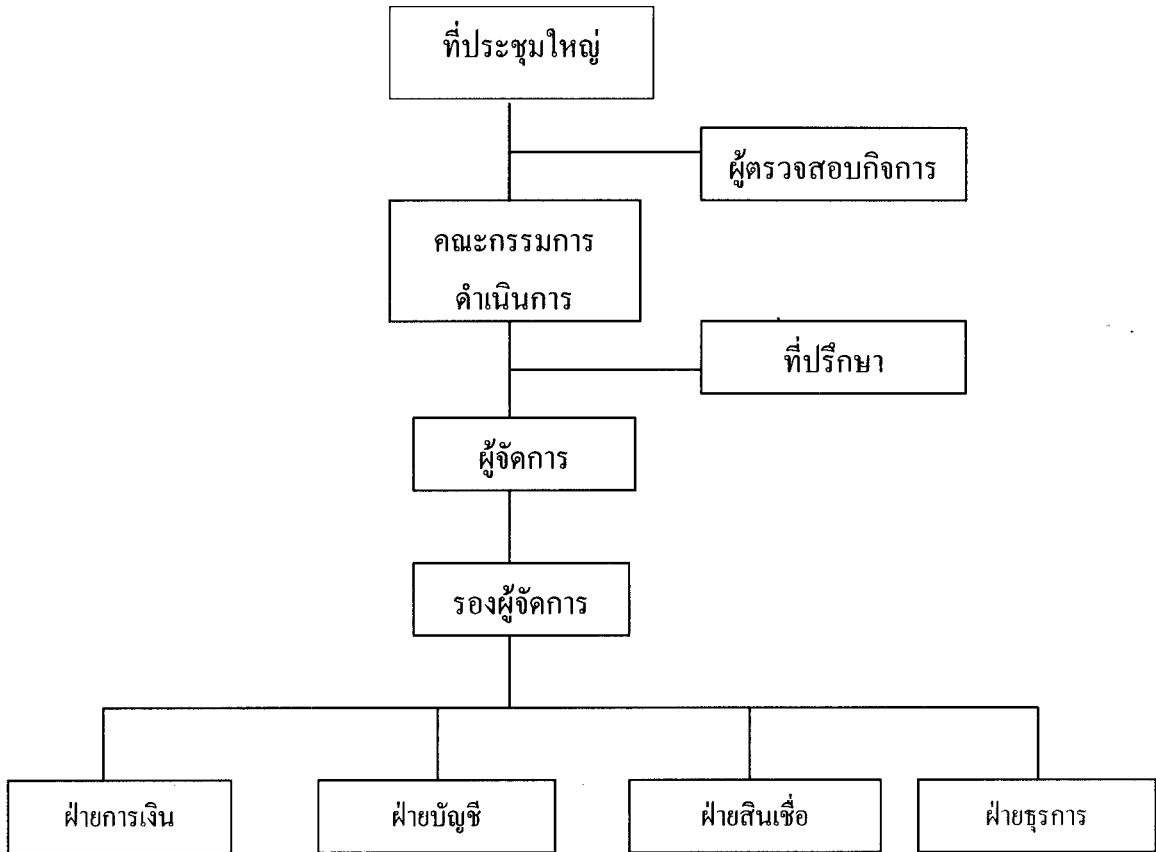 ที่ประชุมใหญ่
ผู้ตรวจสอบกิจการ
คณะกรรมการ
ดำเนินการ
ที่ปรึกษา
ผู้จัดการ
รองผู้จัดการ
ฝ่ายการเงิน
ฝ่ายบัญชี
ฝ่ายสินเชื่อ
ฝ่ายธุรการ